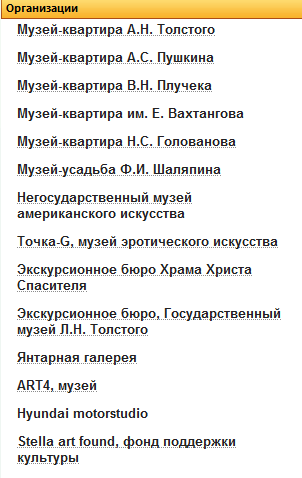 Организации
Музей-квартира А.Н. Толстого
Музей-квартира А.С. Пушкина
Музей-квартира В.Н. Плучека
Музей-квартира им. Е. Вахтангова
Музей-квартира Н.С. Голованова
Музей-усадьба Ф.И. Шаляпина
Негосударственный музей
американского искусства
Точка-G, музей эротического искусства
Экскурсионное бюро Храма Христа
Спасителя
Экскурсионное бюро, Государственный
музей Л.Н. Толстого
Янтарная галерея
ART4, музей
Hyundai motorstudio
Stella art found, фонд поддержки
культуры